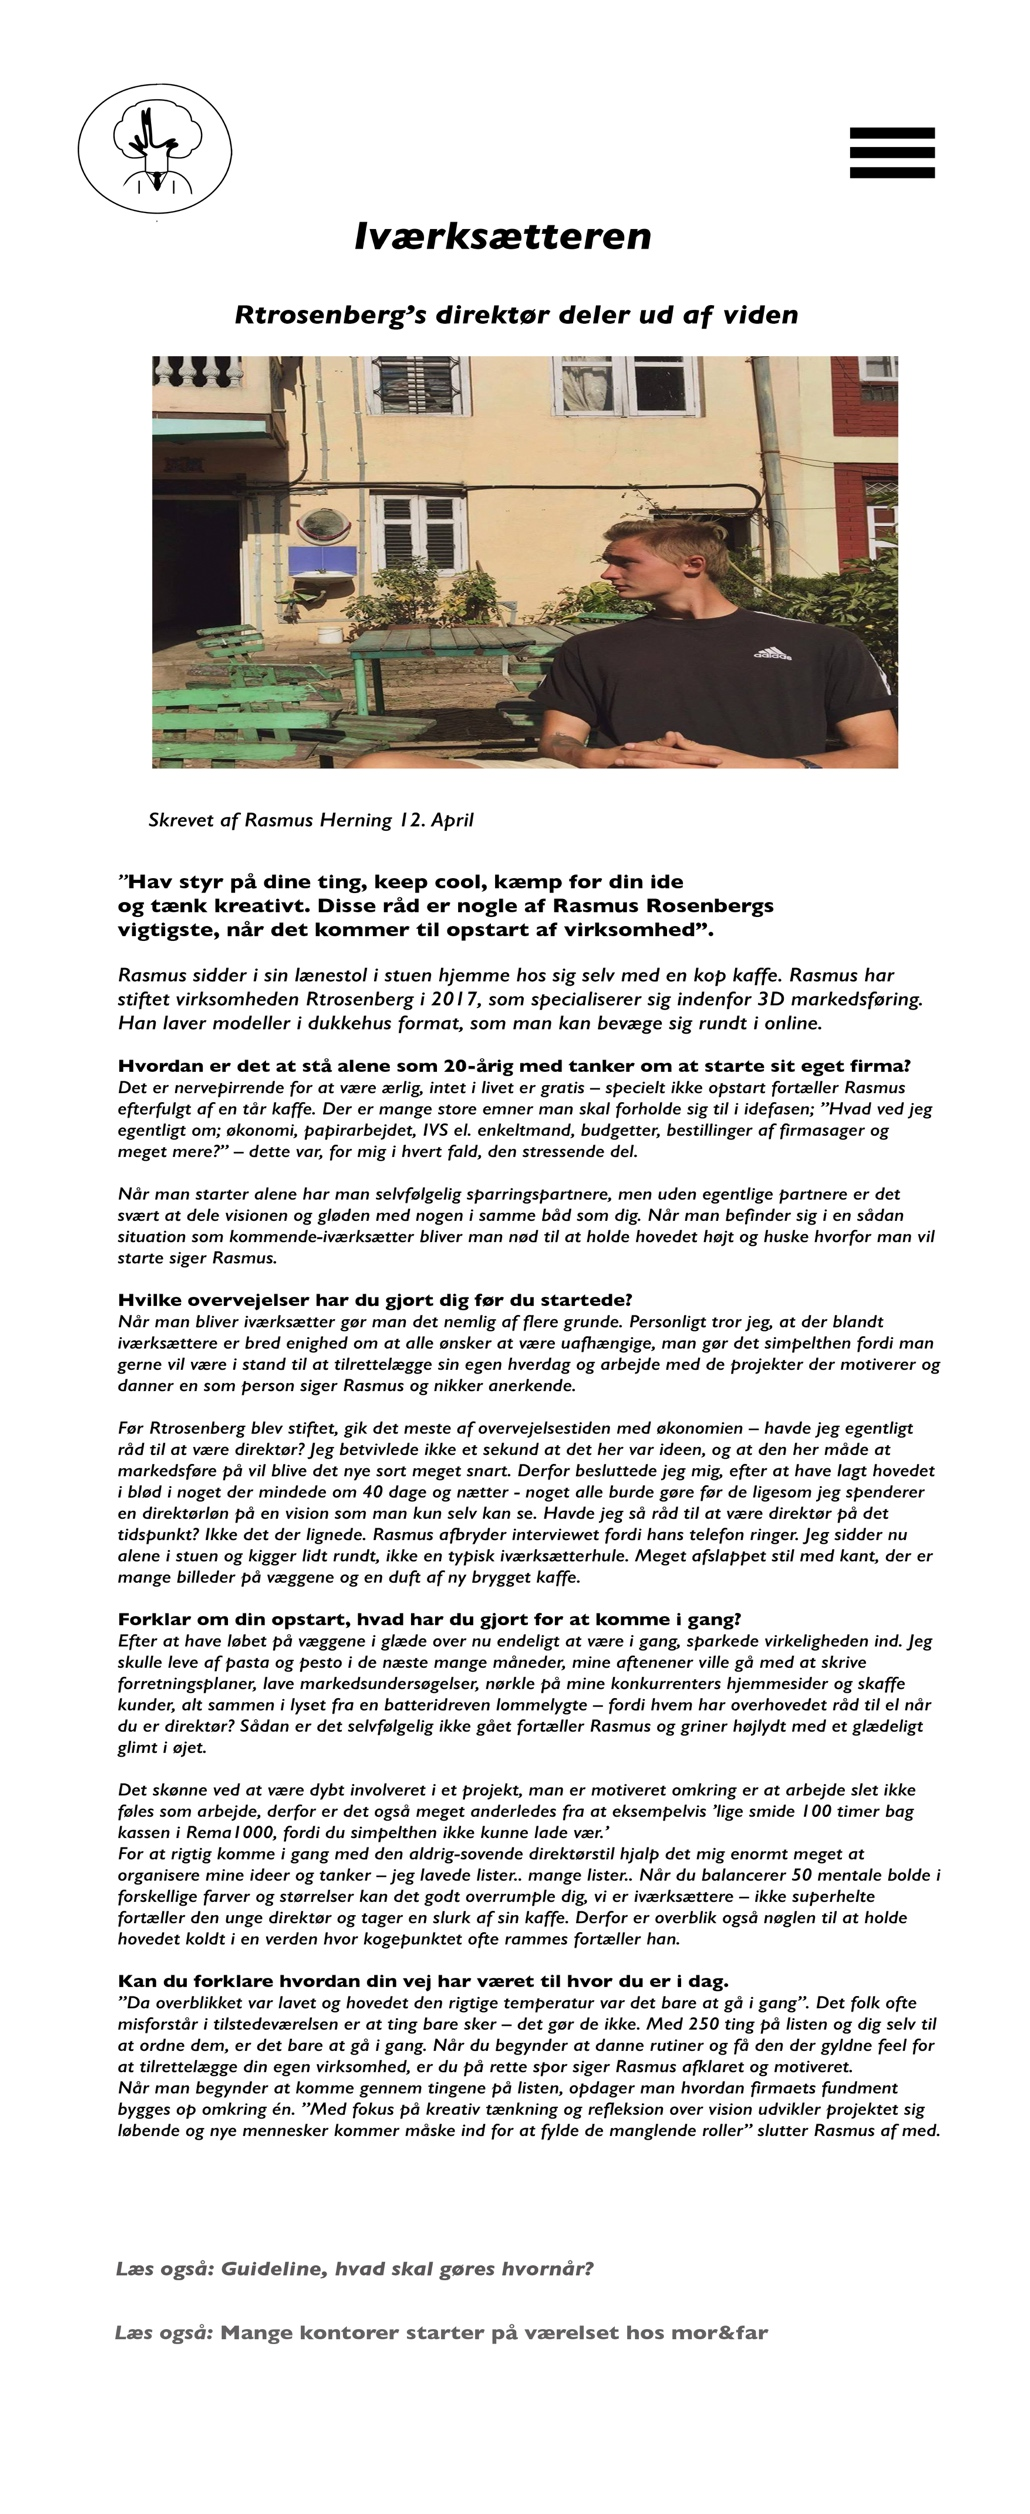 Iværksætteren
Rtrosenberg’s direktør deler ud af viden
adidas
Skrevet af Rasmus Herning 12. April
”Hav styr på dine ting, keep cool, kæmp for din ide
og tænk kreativt. Disse råd er nogle af Rasmus Rosenbergs
vigtigste, når det kommer til opstart af virksomhed”.
Rasmus sidder i sin lænestol i stuen hjemme hos sig selv med en kop kaffe. Rasmus har
stiftet virksomheden Rtrosenberg i 2017, som specialiserer sig indenfor 3D markedsføring.
Han laver modeller i dukkehus format, som man kan bevæge sig rundt i online.
Hvordan er det at stå alene som 20-årig med tanker om at starte sit eget firma?
Det er nervepirrende for at være ærlig, intet i livet er gratis – specielt ikke opstart fortæller Rasmus
efterfulgt af en tår kaffe. Der er mange store emner man skal forholde sig til i idefasen; ”Hvad ved jeg
egentligt om; økonomi, papirarbejdet, IVS el. enkeltmand, budgetter, bestillinger af firmasager og
meget mere?” – dette var, for mig i hvert fald, den stressende del.
Når man starter alene har man selvfølgelig sparringspartnere, men uden egentlige partnere er det
svært at dele visionen og gløden med nogen i samme båd som dig. Når man befinder sig i en sådan
situation som kommende-iværksætter bliver man nød til at holde hovedet højt og huske hvorfor man vil
starte siger Rasmus.
Hvilke overvejelser har du gjort dig før du startede?
Når man bliver iværksætter gør man det nemlig af flere grunde. Personligt tror jeg, at der blandt
iværksættere er bred enighed om at alle ønsker at være uafhængige, man gør det simpelthen fordi man
gerne vil være i stand til at tilrettelægge sin egen hverdag og arbejde med de projekter der motiverer og
danner en som person siger Rasmus og nikker anerkende.
Før Rtrosenberg blev stiftet, gik det meste af overvejelsestiden med økonomien – havde jeg egentligt
råd til at være direktør? Jeg betvivlede ikke et sekund at det her var ideen, og at den her måde at
markedsføre på vil blive det nye sort meget snart. Derfor besluttede jeg mig, efter at have lagt hovedet
i blød i noget der mindede om 40 dage og nætter - noget alle burde gøre før de ligesom jeg spenderer
en direktørløn på en vision som man kun selv kan se. Havde jeg så råd til at være direktør på det
tidspunkt? Ikke det der lignede. Rasmus afbryder interviewet fordi hans telefon ringer. Jeg sidder nu
alene i stuen og kigger lidt rundt, ikke en typisk iværksætterhule. Meget afslappet stil med kant, der er
mange billeder på væggene og en duft af ny brygget kaffe.
Forklar om din opstart, hvad har du gjort for at komme i gang?
Efter at have løbet på væggene i glæde over nu endeligt at være i gang, sparkede virkeligheden ind. Jeg
skulle leve af pasta og pesto i de næste mange måneder, mine aftenener ville gå med at skrive
forretningsplaner, lave markedsundersøgelser, nørkle på mine konkurrenters hjemmesider og skaffe
kunder, alt sammen i lyset fra en batteridreven lommelygte – fordi hvem har overhovedet råd til el når
du er direktør? Sådan er det selvfølgelig ikke gået fortæller Rasmus og griner højlydt med et glædeligt
glimt i øjet.
Det skønne ved at være dybt involveret i et projekt, man er motiveret omkring er at arbejde slet ikke
føles som arbejde, derfor er det også meget anderledes fra at eksempelvis ’lige smide 100 timer bag
kassen i Rema1000, fordi du simpelthen ikke kunne lade vær.’
For at rigtig komme i gang med den aldrig-sovende direktørstil hjalp det mig enormt meget at
organisere mine ideer og tanker – jeg lavede lister.. mange lister.. Når du balancerer 50 mentale bolde i
forskellige farver og størrelser kan det godt overrumple dig, vi er iværksættere – ikke superhelte
fortæller den unge direktør og tager en slurk af sin kaffe. Derfor er overblik også nøglen til at holde
hovedet koldt i en verden hvor kogepunktet ofte rammes fortæller han.
Kan du forklare hvordan din vej har været til hvor du er i dag.
”Da overblikket var lavet og hovedet den rigtige temperatur var det bare at gå i gang”. Det folk ofte
misforstår i tilstedeværelsen er at ting bare sker – det gør de ikke. Med 250 ting på listen og dig selv til
at ordne dem, er det bare at gå i gang. Når du begynder at danne rutiner og få den der gyldne feel for
at tilrettelægge din egen virksomhed, er du på rette spor siger Rasmus afklaret og motiveret.
Når man begynder at komme gennem tingene på listen, opdager man hvordan firmaets fundment
bygges op omkring én. ”Med fokus på kreativ tænkning og refleksion over vision udvikler projektet sig
løbende og nye mennesker kommer måske ind for at fylde de manglende roller” slutter Rasmus af med.
Læs også: Guideline, hvad skal gøres hvornår?
Læs også: Mange kontorer starter på værelset hos mor&far